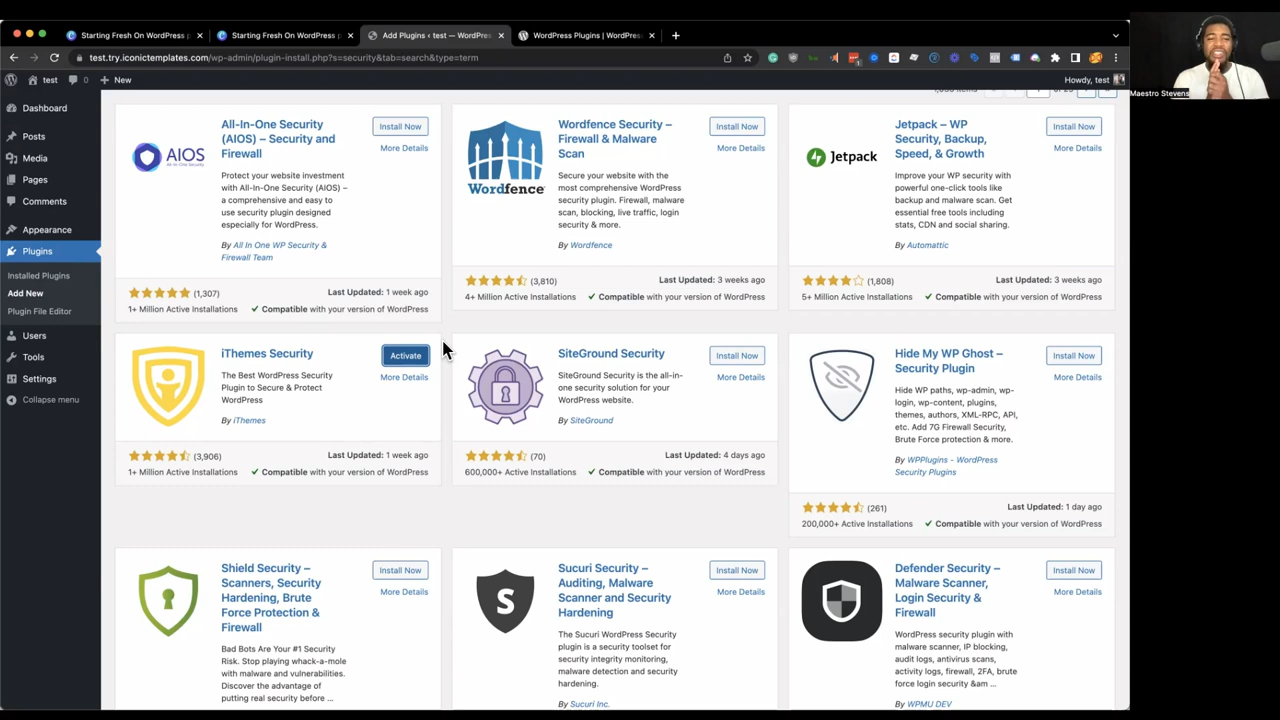 Starting Fresh On WordPress p
Starting Fresh On WordPress p
Add Plugins ‹ test — WordPres
WordPress Plugins | WordPress
test.try.iconictemplates.com/wp-admin/plugin-install.php?s=security&tab=search&type=term
Maestro Stevens
test
0
New
Howdy, test
Dashboard
Posts
Media
Pages
Comments
Appearance
Plugins
Installed Plugins
Add New
Plugin File Editor
Users
Tools
Settings
Collapse menu
All-In-One Security
(AIOS) – Security and
Firewall
Install Now
More Details
AIOS
All-In-One Security
Protect your website
investment with
All-In-One Security (AIOS) –
a comprehensive and easy to
use security plugin designed
especially for WordPress.
By All In One WP Security &
Firewall Team
(1,307)
Last Updated: 1 week ago
1+ Million Active Installations
Compatible with your version of WordPress
Wordfence Security –
Firewall & Malware
Scan
Install Now
More Details
Wordfence
Secure your website with the
most comprehensive WordPress
security plugin. Firewall, malware
scan, blocking, live traffic, login
security & more.
By Wordfence
(3,810)
Last Updated: 3 weeks ago
4+ Million Active Installations
Compatible with your version of WordPress
Jetpack – WP
Security, Backup,
Speed, & Growth
Install Now
More Details
Jetpack
Improve your WP security with
powerful one-click tools like
backup and malware scan. Get
essential free tools including
stats, CDN and social sharing.
By Automattic
(1,808)
Last Updated: 3 weeks ago
5+ Million Active Installations
Compatible with your version of WordPress
iThemes Security
Activate
More Details
The Best WordPress Security
Plugin to Secure & Protect
WordPress
By iThemes
(3,906)
Last Updated: 1 week ago
1+ Million Active Installations
Compatible with your version of WordPress
SiteGround Security
Install Now
More Details
SiteGround Security is the all-in-
one security solution for your
WordPress website.
By SiteGround
(70)
Last Updated: 4 days ago
600,000+ Active Installations
Compatible with your version of WordPress
Hide My WP Ghost –
Security Plugin
Install Now
More Details
Hide WP paths, wp-admin, wp-
login, wp-content, plugins,
themes, authors, XML-RPC, API,
etc. Add 7G Firewall Security,
Brute Force protection & more.
By WPPlugins - WordPress
Security Plugins
(261)
Last Updated: 1 day ago
200,000+ Active Installations
Compatible with your version of WordPress
Shield Security –
Scanners, Security
Hardening, Brute
Force Protection &
Firewall
Install Now
More Details
Bad Bots Are Your #1 Security
Risk. Stop playing whack-a-mole
with malware and vulnerabilities.
Discover the advantage of
putting real security before ...
Sucuri Security –
Auditing, Malware
Scanner and Security
Hardening
Install Now
More Details
S
The Sucuri WordPress Security
plugin is a security toolset for
security integrity monitoring,
malware detection and security
hardening.
By Sucuri Inc.
Defender Security –
Malware Scanner,
Login Security &
Firewall
Install Now
More Details
WordPress security plugin with
malware scanner, IP blocking,
audit logs, antivirus scans,
activity logs, firewall, 2FA, brute
force login security &am ...
By WPMU DEV